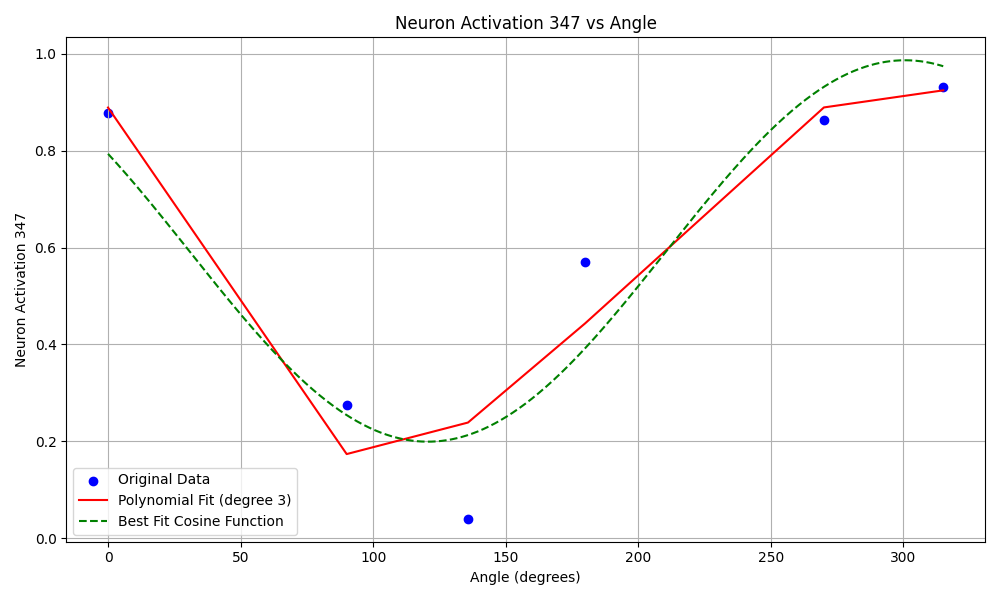 Neuron Activation 347 vs Angle
Neuron Activation 347
1.0
0.8
0.6
0.4
0.2
0.0
Original Data
Polynomial Fit (degree 3)
Best Fit Cosine Function
0 50 100 150 200 250 300
Angle (degrees)